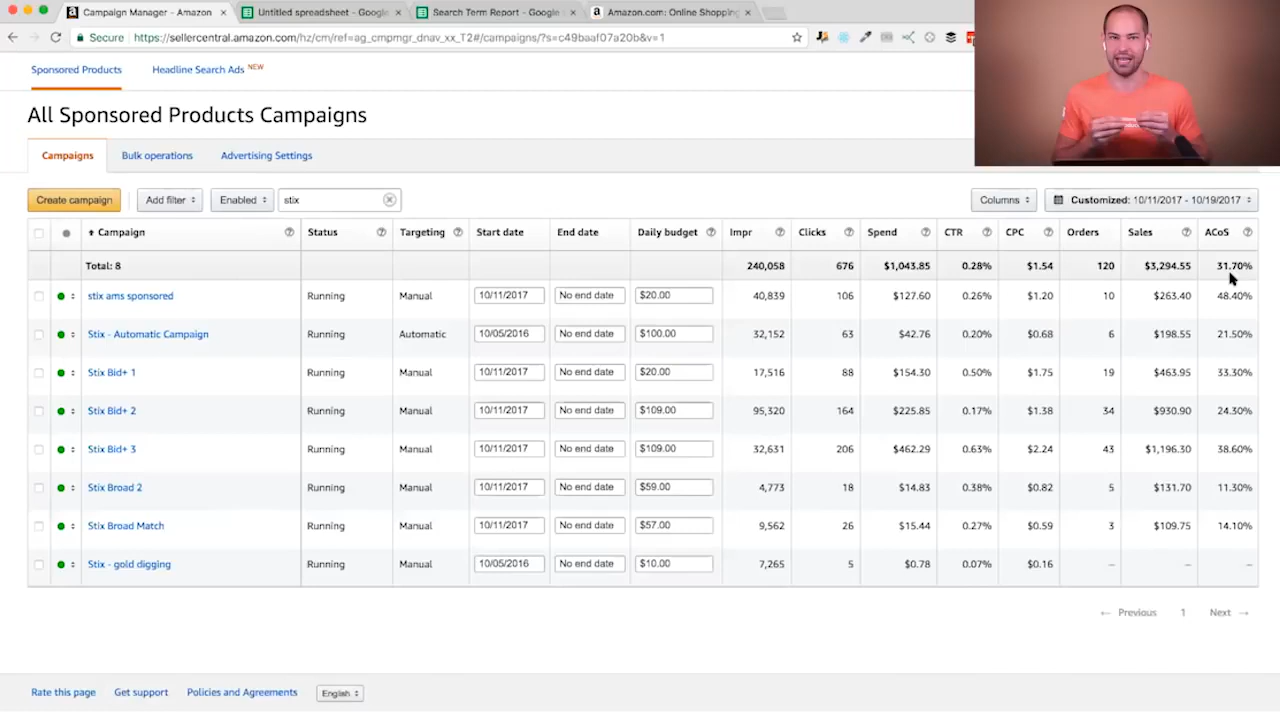 Campaign Manager - Amazon
Untitled spreadsheet - Google
Search Term Report - Google
Amazon.com: Online Shopping
Secure https://sellercentral.amazon.com/hz/cm/ref=ag_cmpmgr_dnav_xx_T2#/campaigns/?s=c49baaf07a20b&v=1
Sponsored Products Headline Search Ads NEW
All Sponsored Products Campaigns
Campaigns Bulk operations Advertising Settings
Create campaign Add filter Enabled stix Columns Customized: 10/11/2017 - 10/19/2017
Campaign Status Targeting Start date End date Daily budget Impr Clicks Spend CTR CPC Orders Sales ACoS
Total: 8 240,058 676 $1,043.85 0.28% $1.54 120 $3,294.55 31.70%
stix ams sponsored Running Manual 10/11/2017 No end date $20.00 40,839 106 $127.60 0.26% $1.20 10 $263.40 48.40%
Stix - Automatic Campaign Running Automatic 10/05/2016 No end date $100.00 32,152 63 $42.76 0.20% $0.68 6 $198.55 21.50%
Stix Bid+ 1 Running Manual 10/11/2017 No end date $20.00 17,516 88 $154.30 0.50% $1.75 19 $463.95 33.30%
Stix Bid+ 2 Running Manual 10/11/2017 No end date $109.00 95,320 164 $225.85 0.17% $1.38 34 $930.90 24.30%
Stix Bid+ 3 Running Manual 10/11/2017 No end date $109.00 32,631 206 $462.29 0.63% $2.24 43 $1,196.30 38.60%
Stix Broad 2 Running Manual 10/11/2017 No end date $59.00 4,773 18 $14.83 0.38% $0.82 5 $131.70 11.30%
Stix Broad Match Running Manual 10/11/2017 No end date $57.00 9,562 26 $15.44 0.27% $0.59 3 $109.75 14.10%
Stix - gold digging Running Manual 10/05/2016 No end date $10.00 7,265 5 $0.78 0.07% $0.16 – – –
← Previous 1 Next →
Rate this page Get support Policies and Agreements English